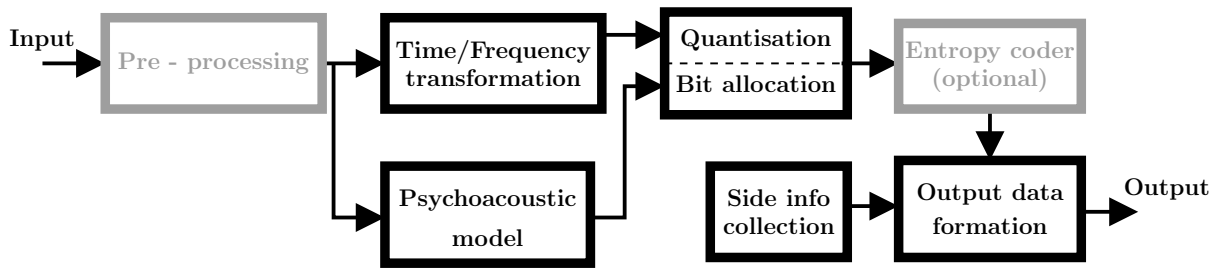 Input
Pre - processing
Time/Frequency
transformation
Quantisation
Bit allocation
Entropy coder
(optional)
Psychoacoustic
model
Side info
collection
Output data
formation
Output